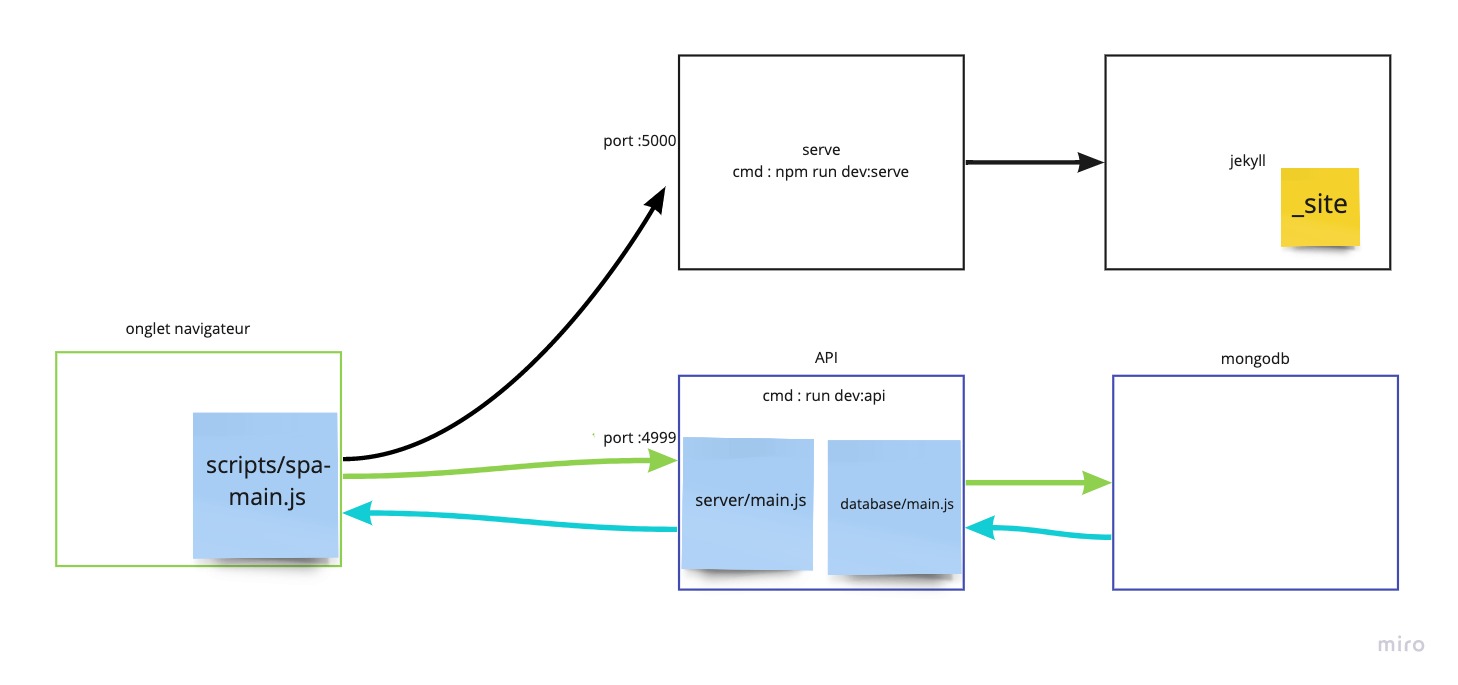 port :5000
serve
cmd : npm run dev:serve
jekyll
_site
onglet navigateur
scripts/spa-
main.js
API
cmd : run dev:api
port :4999
server/main.js
database/main.js
mongodb
miro